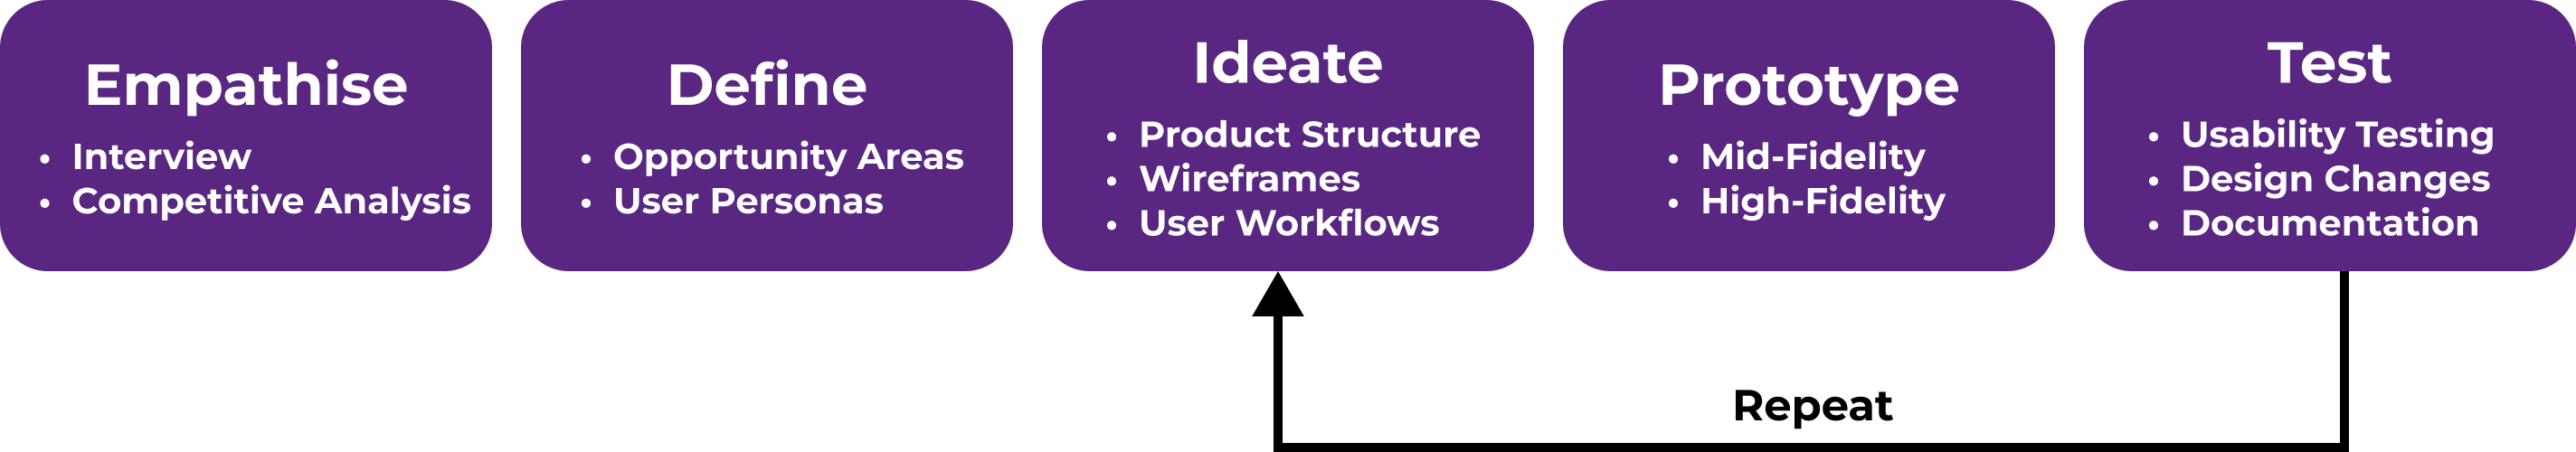 Empathise
• Interview
• Competitive Analysis
Define
• Opportunity Areas
• User Personas
Ideate
• Product Structure
• Wireframes
• User Workflows
Prototype
• Mid-Fidelity
• High-Fidelity
Test
• Usability Testing
• Design Changes
• Documentation
Repeat